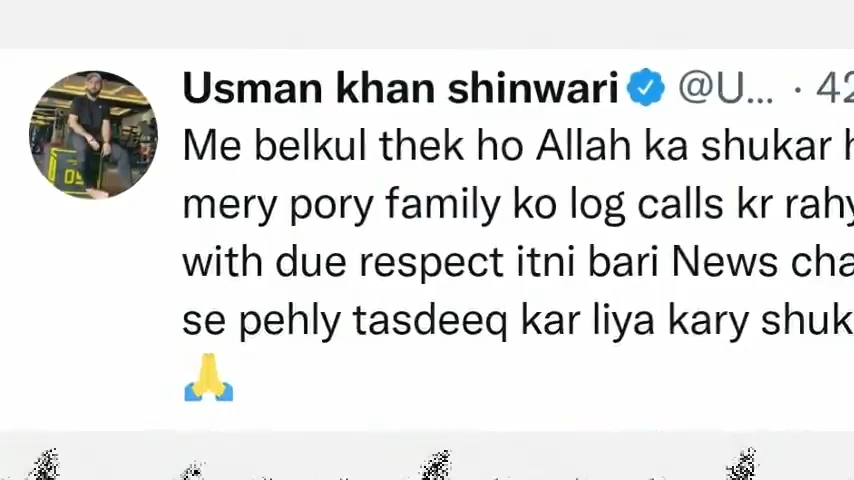 Usman khan shinwari @U... · 42
Me belkul thek ho Allah ka shukar h
mery pory family ko log calls kr rahy
with due respect itni bari News cha
se pehly tasdeeq kar liya kary shuk
🙏